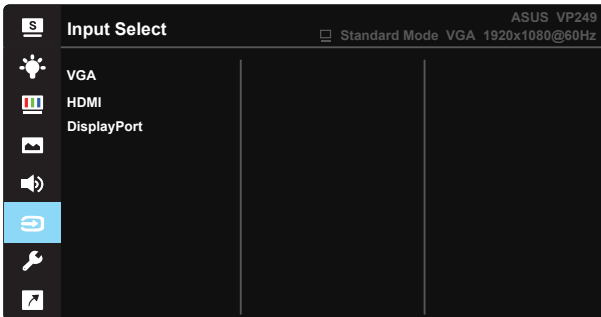 S
Input Select
ASUS VP249
Standard Mode VGA 1920x1080@60Hz
VGA
HDMI
DisplayPort